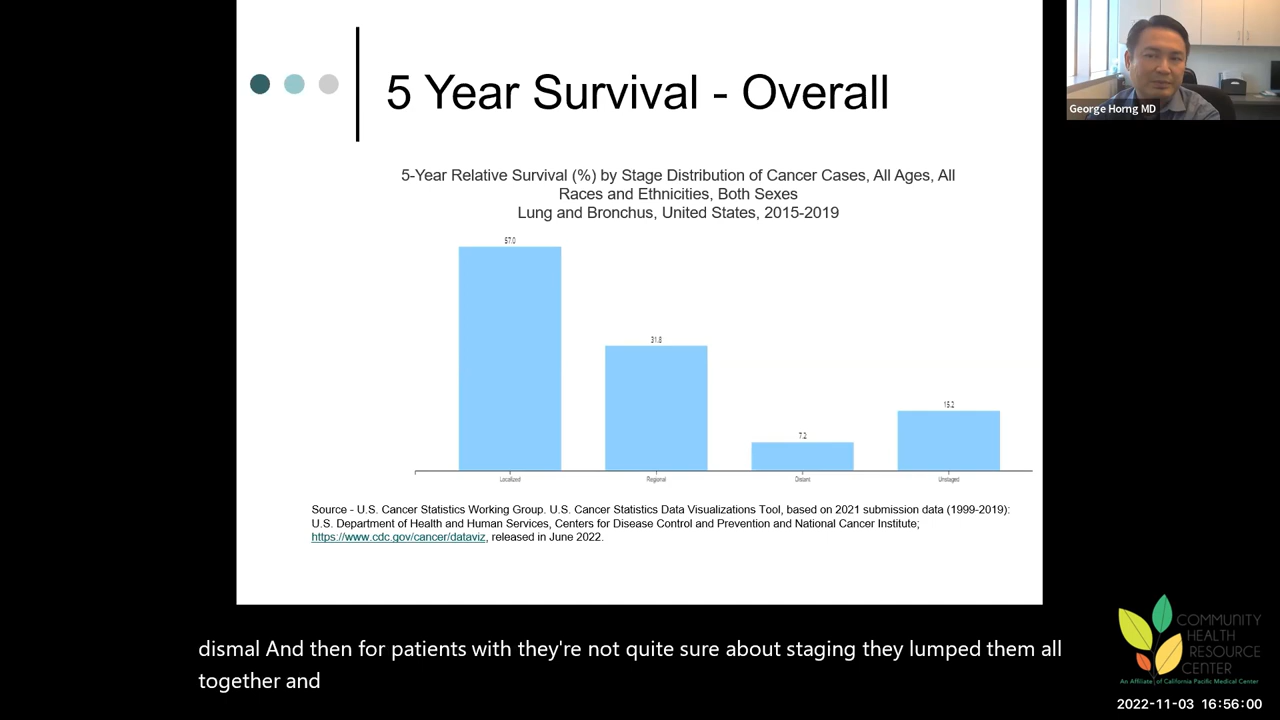 5 Year Survival - Overall
George Horng MD
5-Year Relative Survival (%) by Stage Distribution of Cancer Cases, All Ages, All
Races and Ethnicities, Both Sexes
Lung and Bronchus, United States, 2015-2019
57.0
31.8
7.2
15.2
Localized
Regional
Distant
Unstaged
Source - U.S. Cancer Statistics Working Group. U.S. Cancer Statistics Data Visualizations Tool, based on 2021 submission data (1999-2019):
U.S. Department of Health and Human Services, Centers for Disease Control and Prevention and National Cancer Institute;
https://www.cdc.gov/cancer/dataviz, released in June 2022.
dismal And then for patients with they're not quite sure about staging they lumped them all
together and
COMMUNITY
HEALTH
RESOURCE
CENTER
An Affiliate of California Pacific Medical Center
2022-11-03 16:56:00